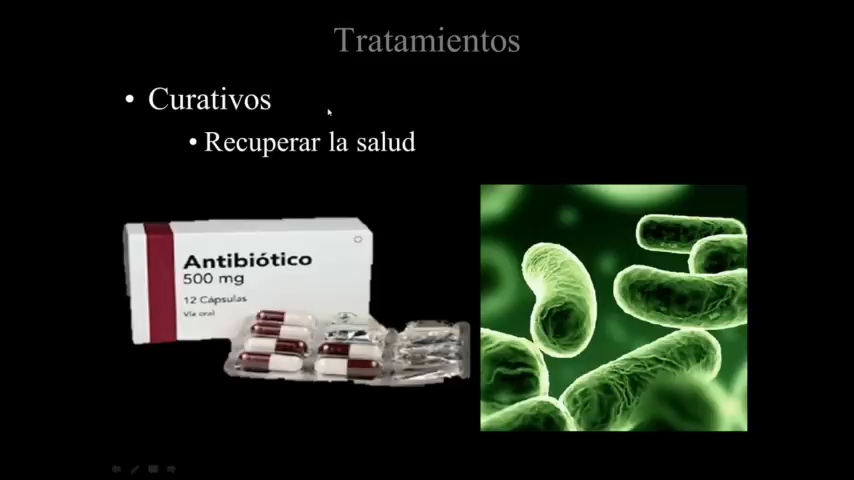 Tratamientos
• Curativos
• Recuperar la salud
Antibiótico
500 mg
12 Cápsulas
Vía oral